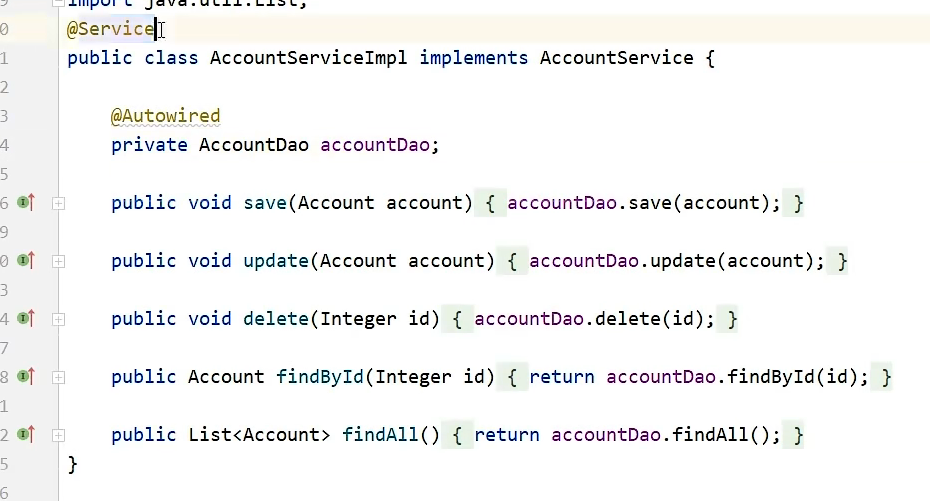 9 import java.util.List;
0 @Service
1 public class AccountServiceImpl implements AccountService {
2
3 @Autowired
4 private AccountDao accountDao;
5
6 public void save(Account account) { accountDao.save(account); }
9
0 public void update(Account account) { accountDao.update(account); }
3
4 public void delete(Integer id) { accountDao.delete(id); }
7
8 public Account findById(Integer id) { return accountDao.findById(id); }
1
2 public List<Account> findAll() { return accountDao.findAll(); }
5 }
6